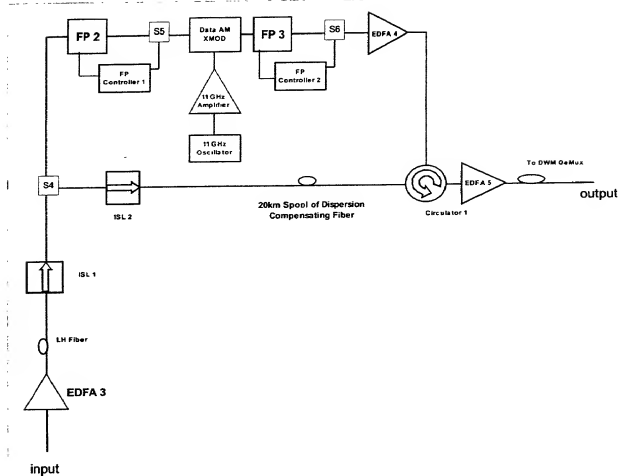 FP 2
S5
Data AM
XMOD
FP 3
S6
EDFA 4
FP
Controller 1
FP
Controller 2
11 GHz
Amplifier
11 GHz
Oscillator
S4
ISL 2
20km Spool of Dispersion
Compensating Fiber
Circulator 1
EDFA 5
To DWM DeMux
output
ISL 1
LH Fiber
EDFA 3
input